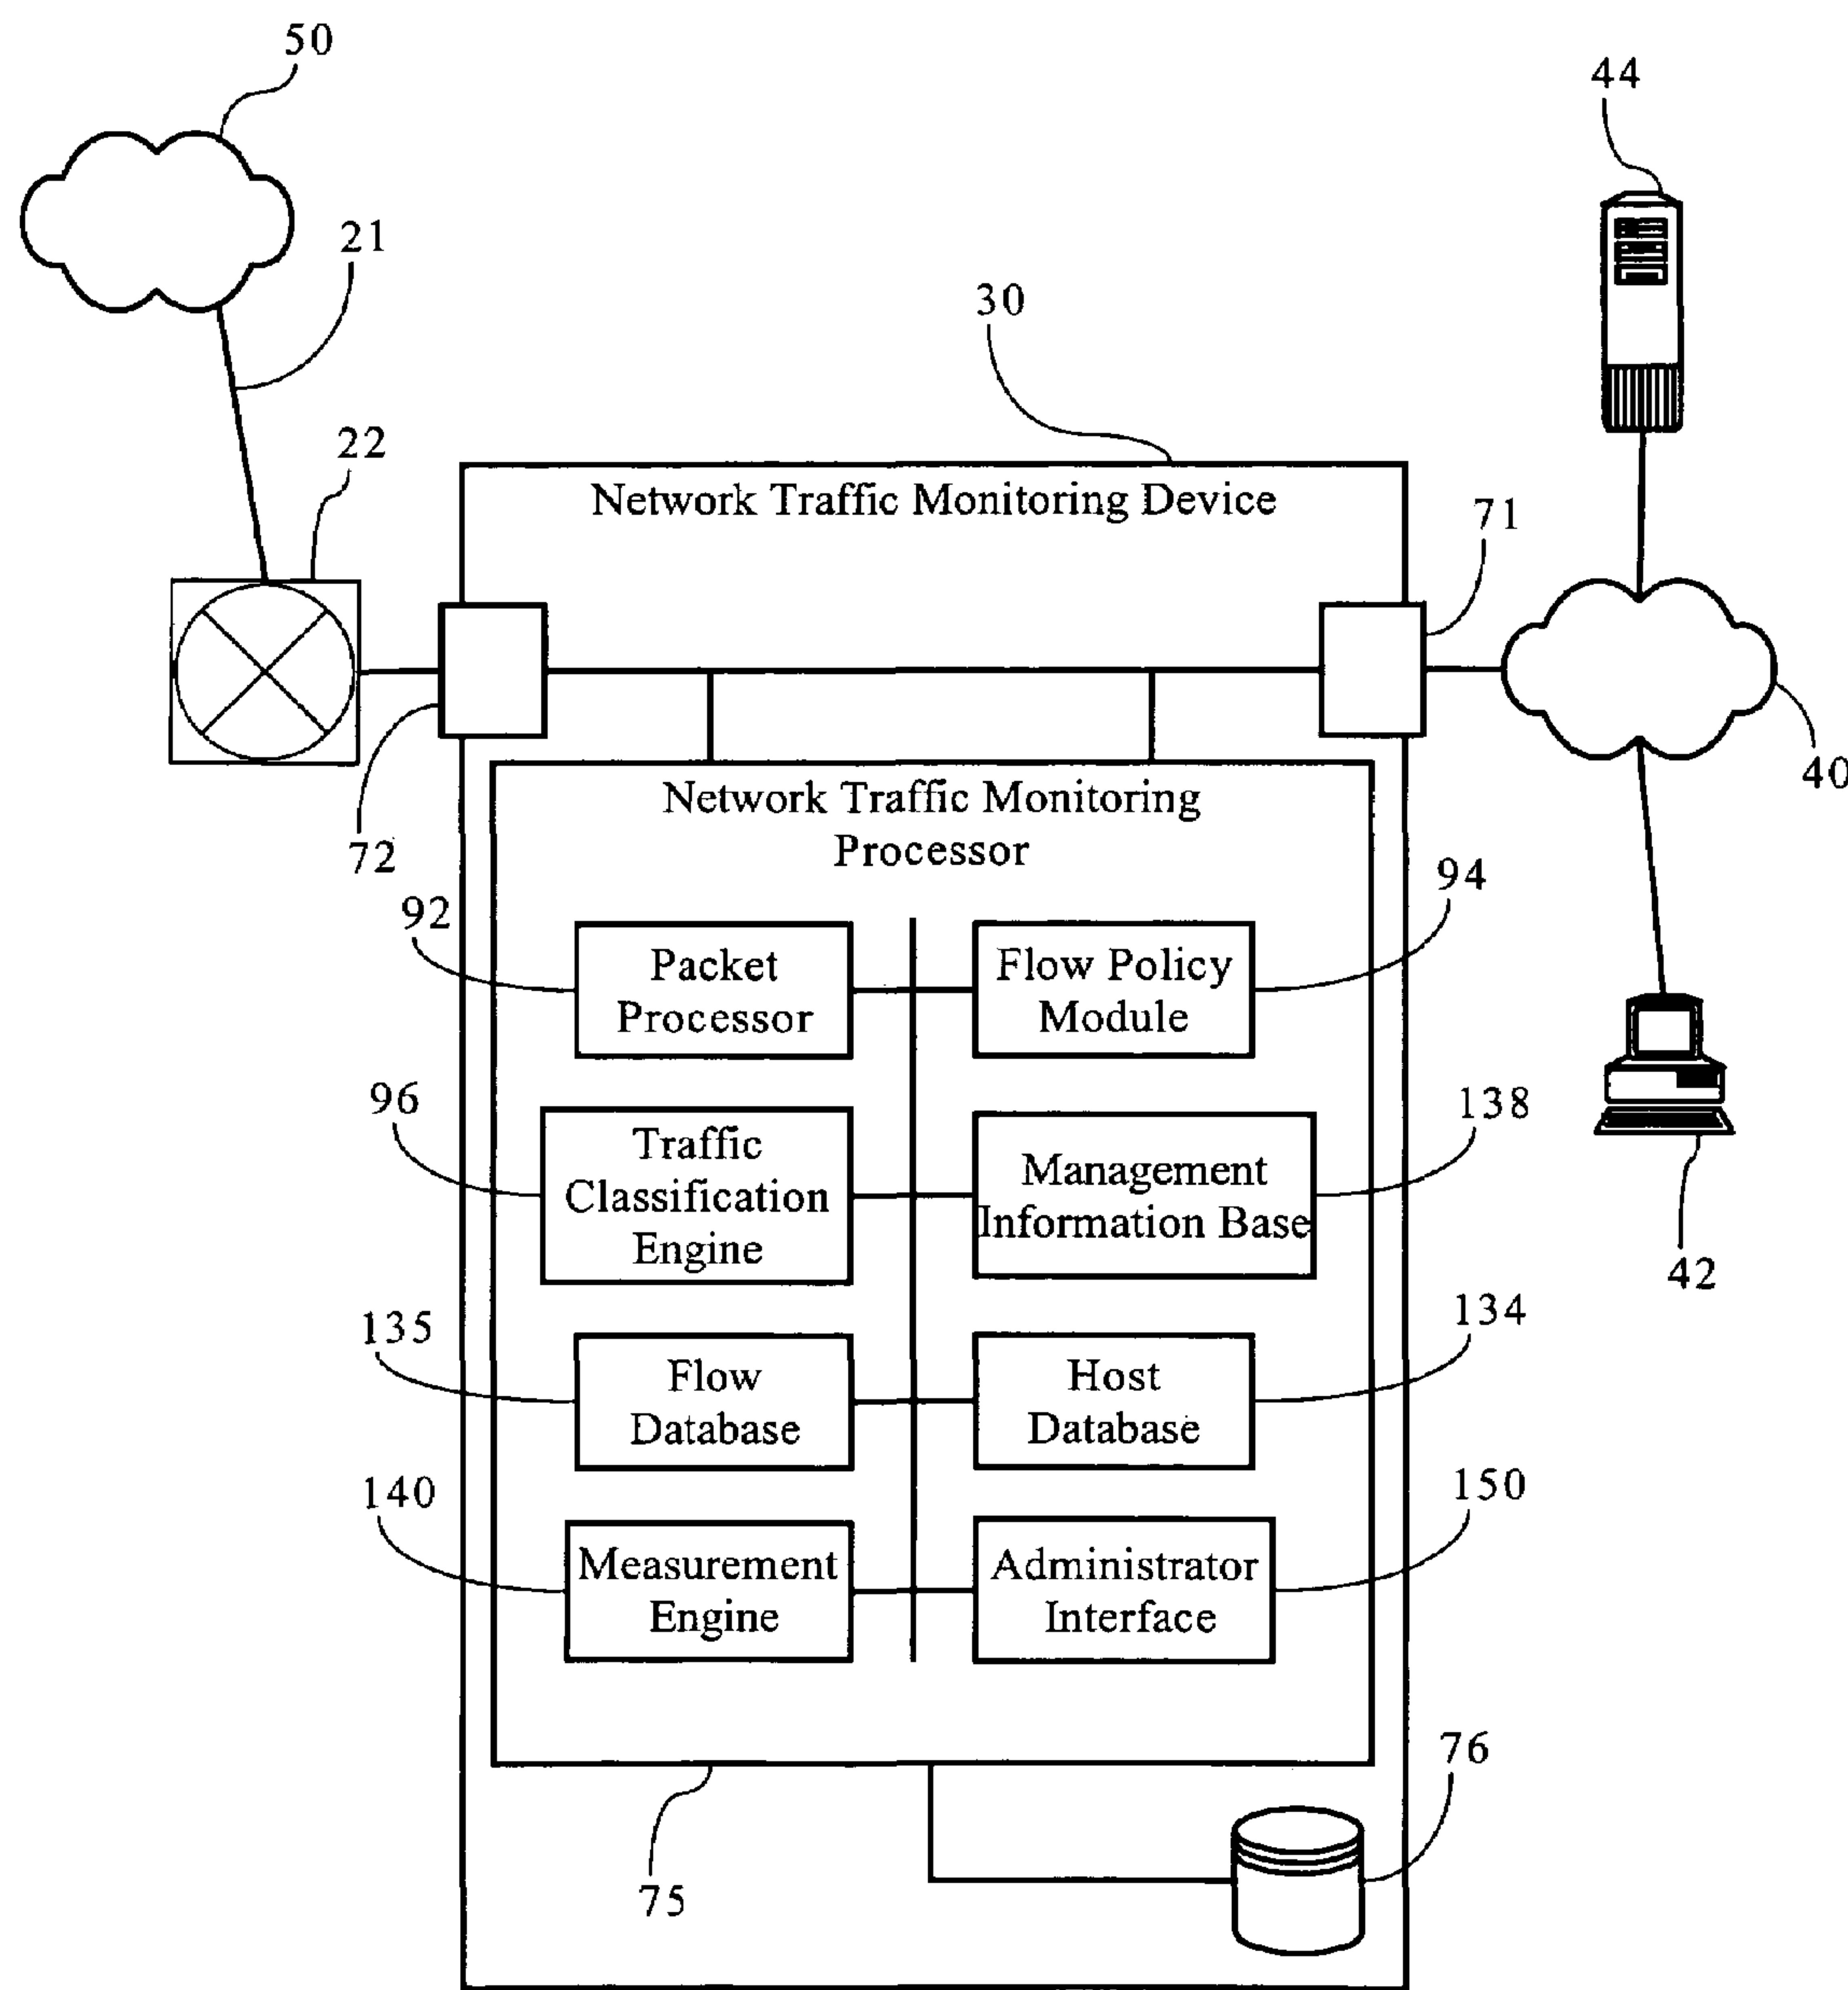 50
44
21
30
22
Network Traffic Monitoring Device
71
40
72
Network Traffic Monitoring
Processor
92
94
Packet
Processor
Flow Policy
Module
96
138
Traffic
Classification
Engine
Management
Information Base
42
135
134
Flow
Database
Host
Database
140
150
Measurement
Engine
Administrator
Interface
76
75